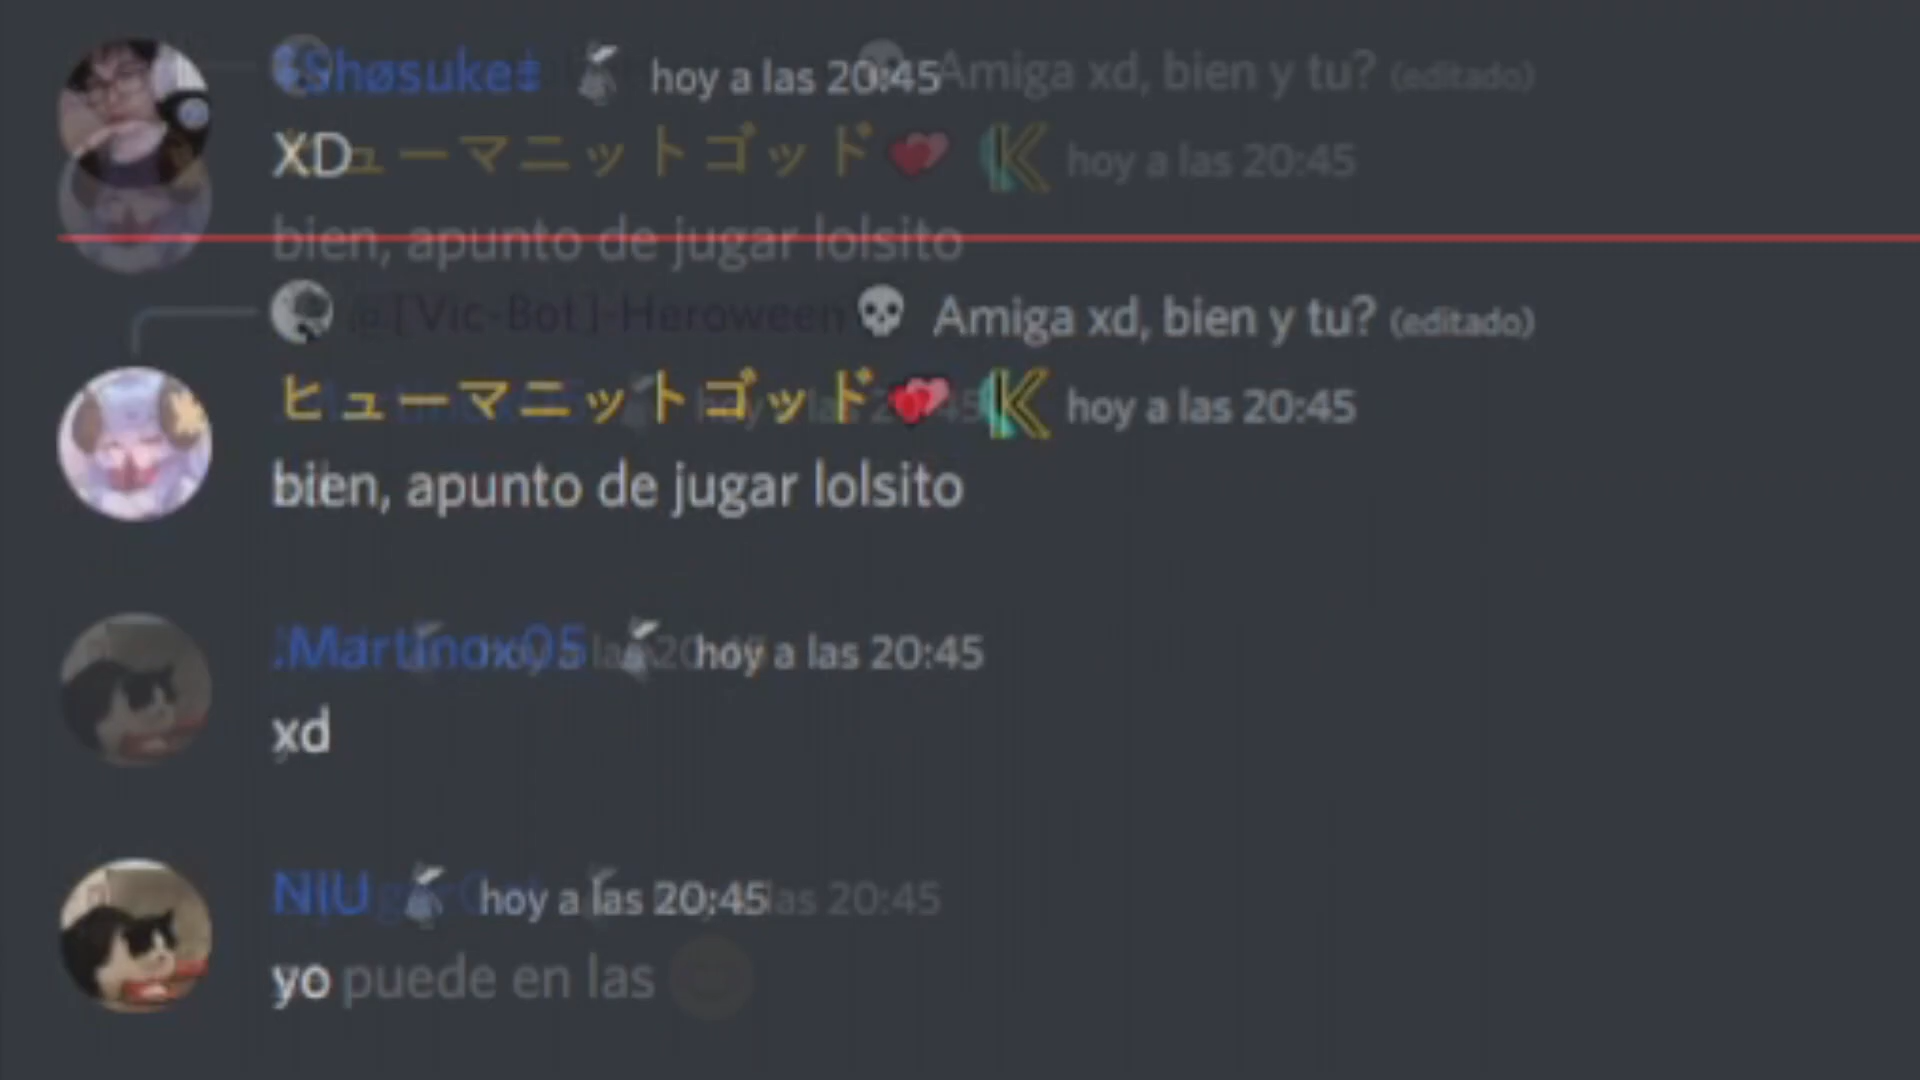 Shøsuke hoy a las 20:45 Amiga xd, bien y tu? (editado)
XD ヒューマニットゴッド K hoy a las 20:45
bien, apunto de jugar lolsito
@[Vic-Bot]-Heroween Amiga xd, bien y tu? (editado)
ヒューマニットゴッド K hoy a las 20:45
bien, apunto de jugar lolsito
.Martinox05 hoy a las 20:45
xd
NIU hoy a las 20:45 las 20:45
yo puede en las